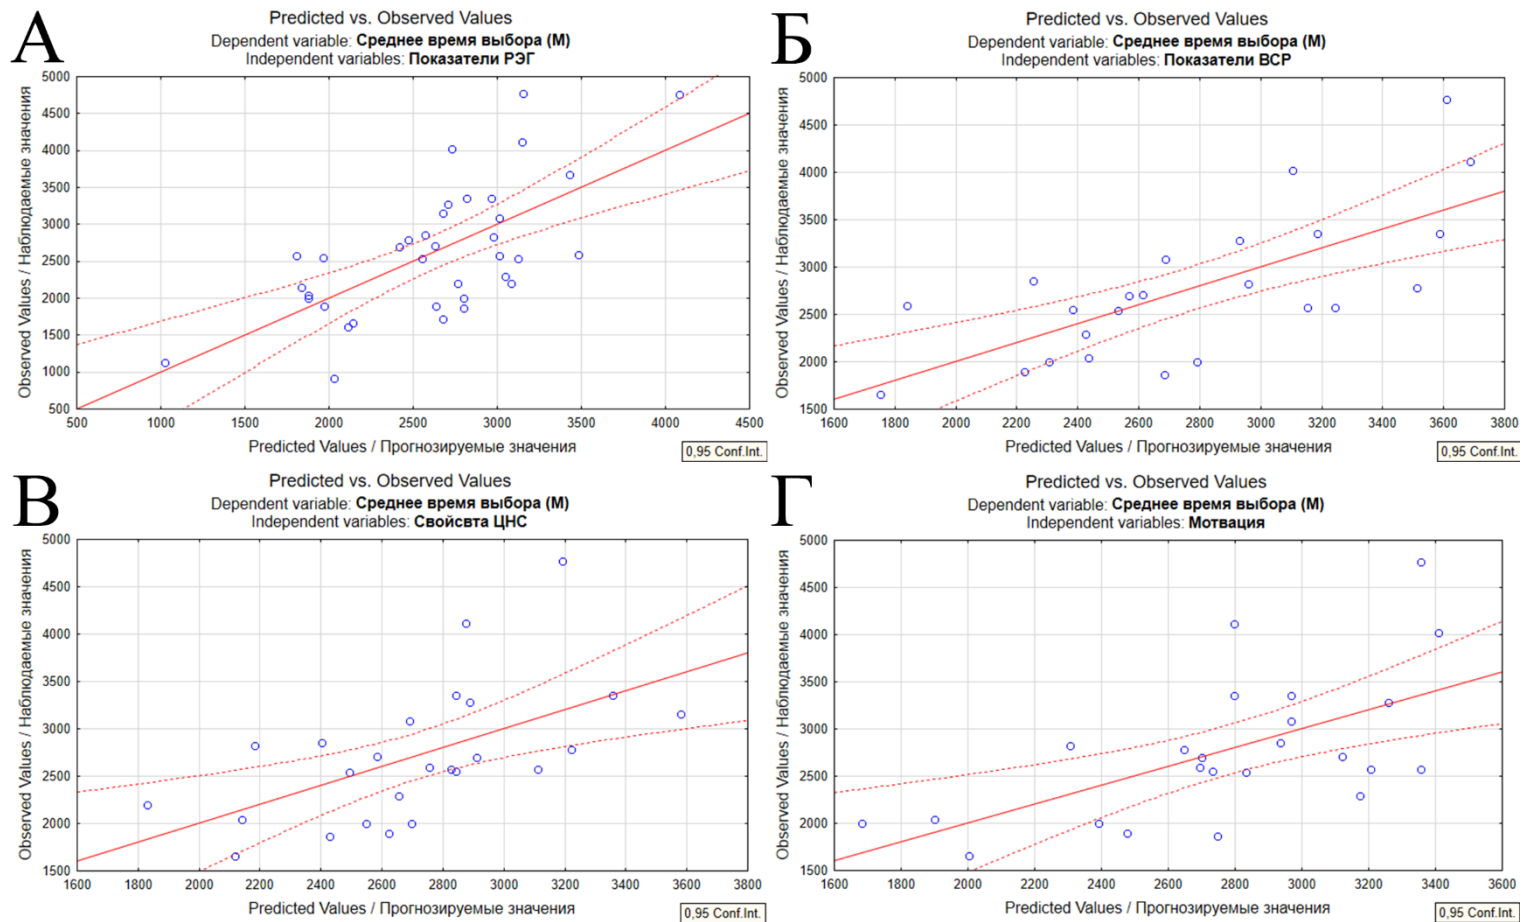 А
Predicted vs. Observed Values
Dependent variable: Среднее время выбора (M)
Independent variables: Показатели РЭГ
Observed Values / Наблюдаемые значения
5000
4500
4000
3500
3000
2500
2000
1500
1000
500
500 1000 1500 2000 2500 3000 3500 4000 4500
Predicted Values / Прогнозируемые значения
0,95 Conf.Int.
Б
Predicted vs. Observed Values
Dependent variable: Среднее время выбора (M)
Independent variables: Показатели ВСР
Observed Values / Наблюдаемые значения
5000
4500
4000
3500
3000
2500
2000
1500
1600 1800 2000 2200 2400 2600 2800 3000 3200 3400 3600 3800
Predicted Values / Прогнозируемые значения
0,95 Conf.Int.
В
Predicted vs. Observed Values
Dependent variable: Среднее время выбора (M)
Independent variables: Свойсвта ЦНС
Observed Values / Наблюдаемые значения
5000
4500
4000
3500
3000
2500
2000
1500
1600 1800 2000 2200 2400 2600 2800 3000 3200 3400 3600 3800
Predicted Values / Прогнозируемые значения
0,95 Conf.Int.
Г
Predicted vs. Observed Values
Dependent variable: Среднее время выбора (M)
Independent variables: Мотвация
Observed Values / Наблюдаемые значения
5000
4500
4000
3500
3000
2500
2000
1500
1600 1800 2000 2200 2400 2600 2800 3000 3200 3400 3600
Predicted Values / Прогнозируемые значения
0,95 Conf.Int.